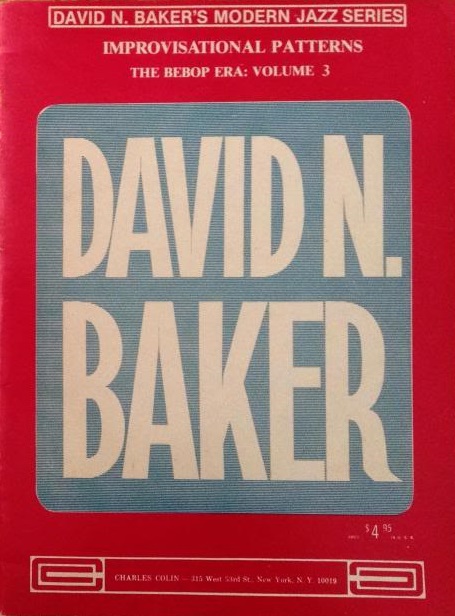 DAVID N. BAKER'S MODERN JAZZ SERIES
IMPROVISATIONAL PATTERNS
THE BEBOP ERA: VOLUME 3
DAVID N.
BAKER
$4.95
CHARLES COLIN – 315 West 53rd St., New York, N. Y. 10019